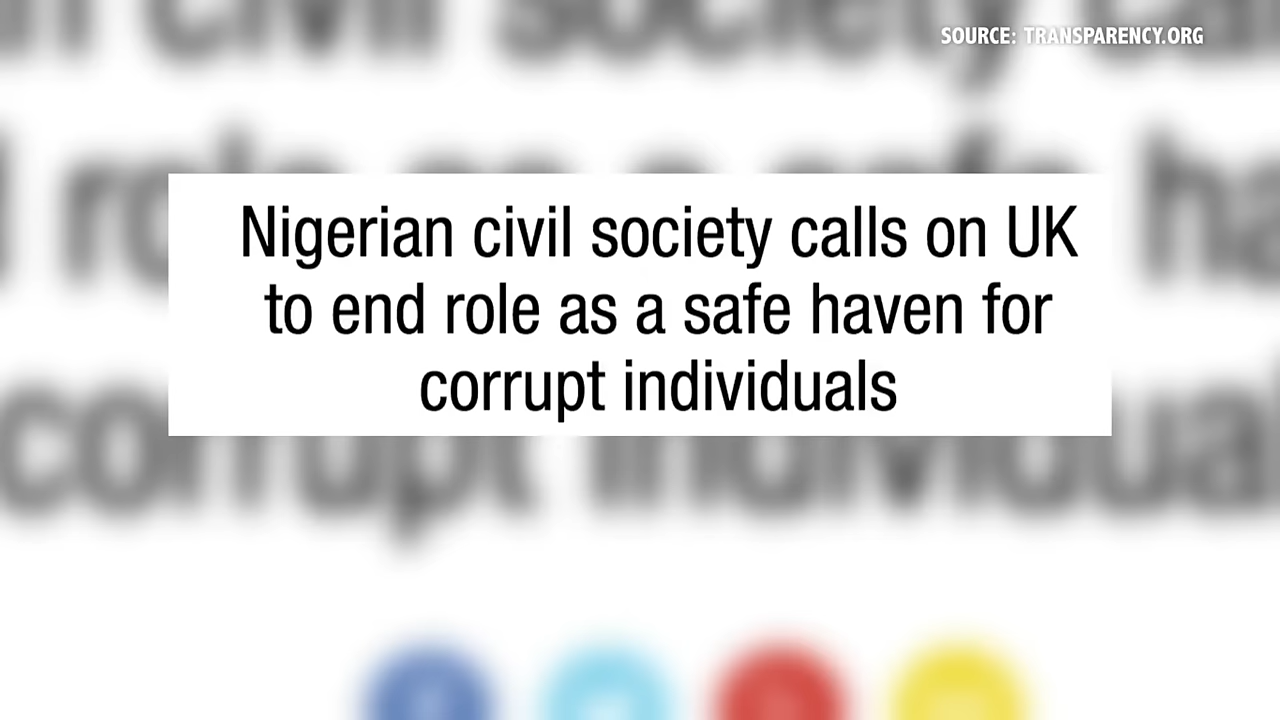 SOURCE: TRANSPARENCY.ORG
Nigerian civil society calls on UK
to end role as a safe haven for
corrupt individuals